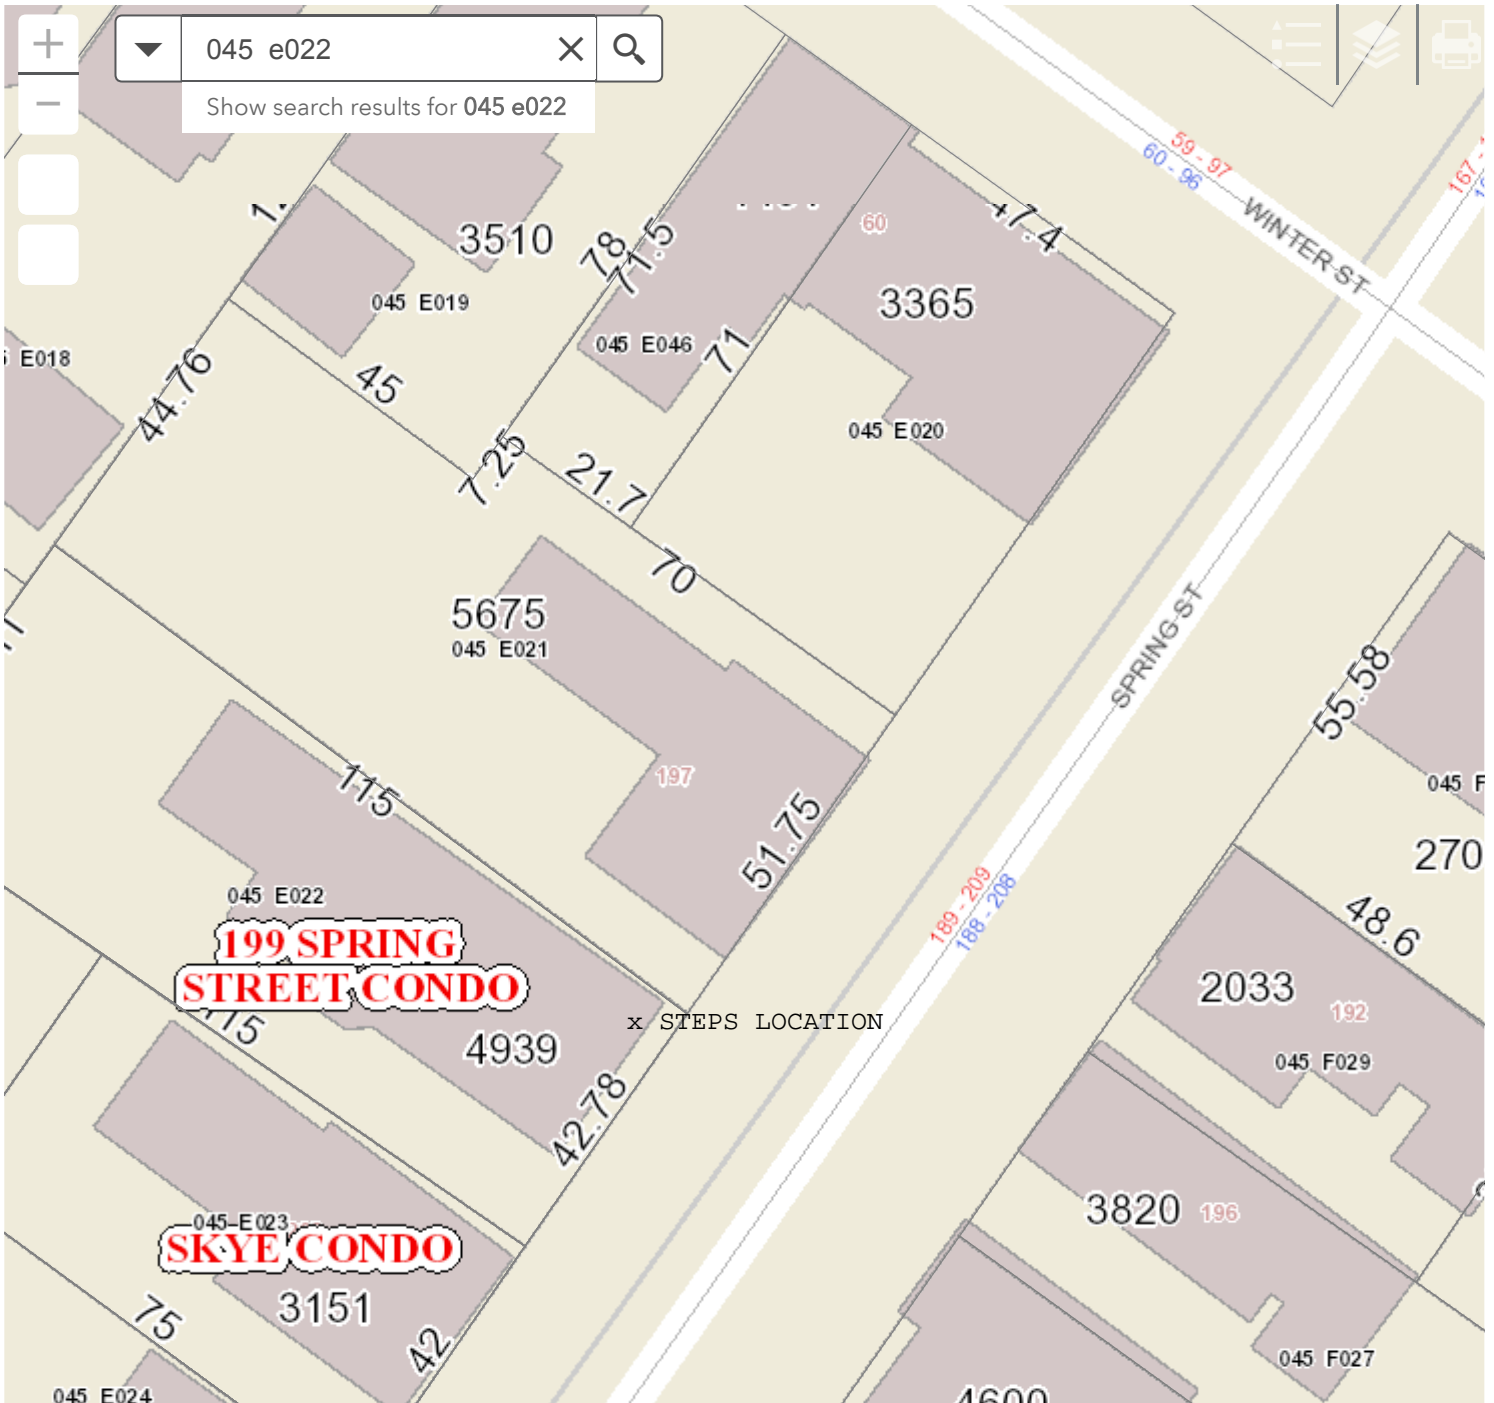 045 e022
Show search results for 045 e022
59 - 97
60 - 96
WINTER ST
47.4
60
3510
78
71.5
3365
045 E019
045 E046
71
E018
44.76
45
045 E020
7.25
21.7
70
5675
045 E021
SPRING ST
55.58
197
115
51.75
045 F
270
189 - 209
188 - 208
48.6
045 E022
199 SPRING
STREET CONDO
115
x STEPS LOCATION
4939
2033
192
045 F029
42.78
3820
196
045 E023
SKYE CONDO
3151
75
42
045 F027
045 E024
4600